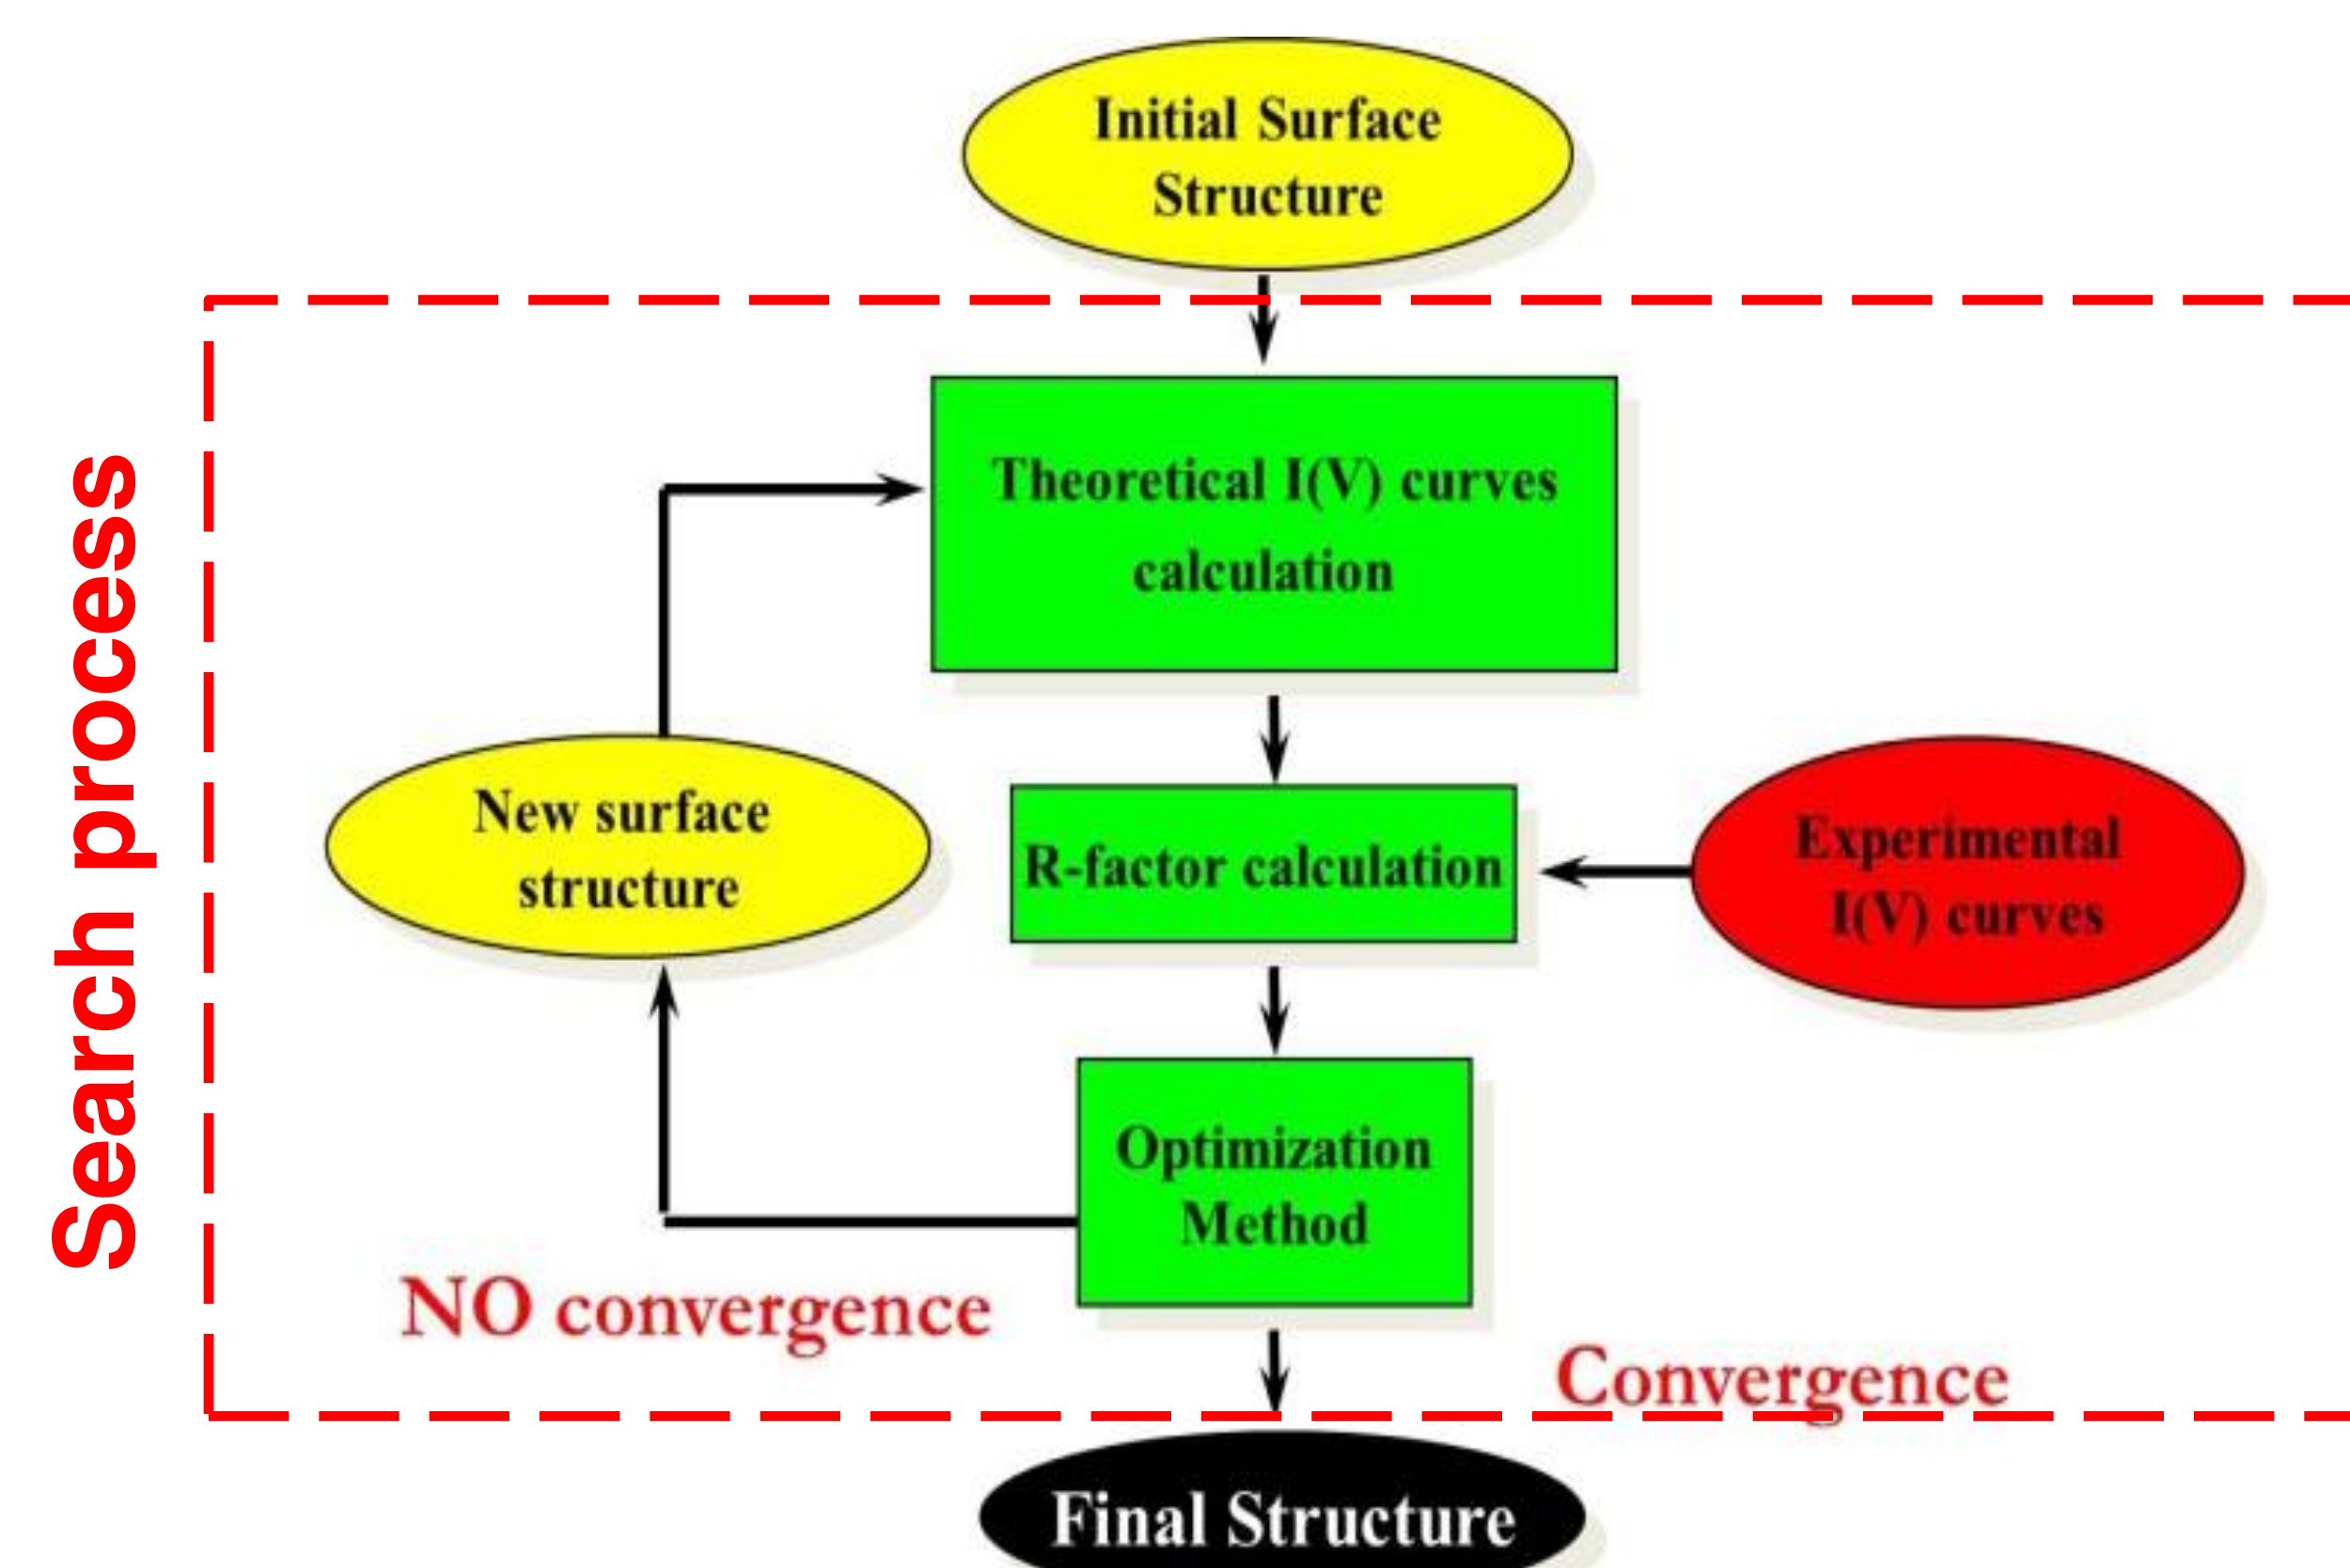 Initial Surface
Structure
Search process
Theoretical I(V) curves
calculation
New surface
structure
R-factor calculation
Experimental
I(V) curves
Optimization
Method
NO convergence
Convergence
Final Structure